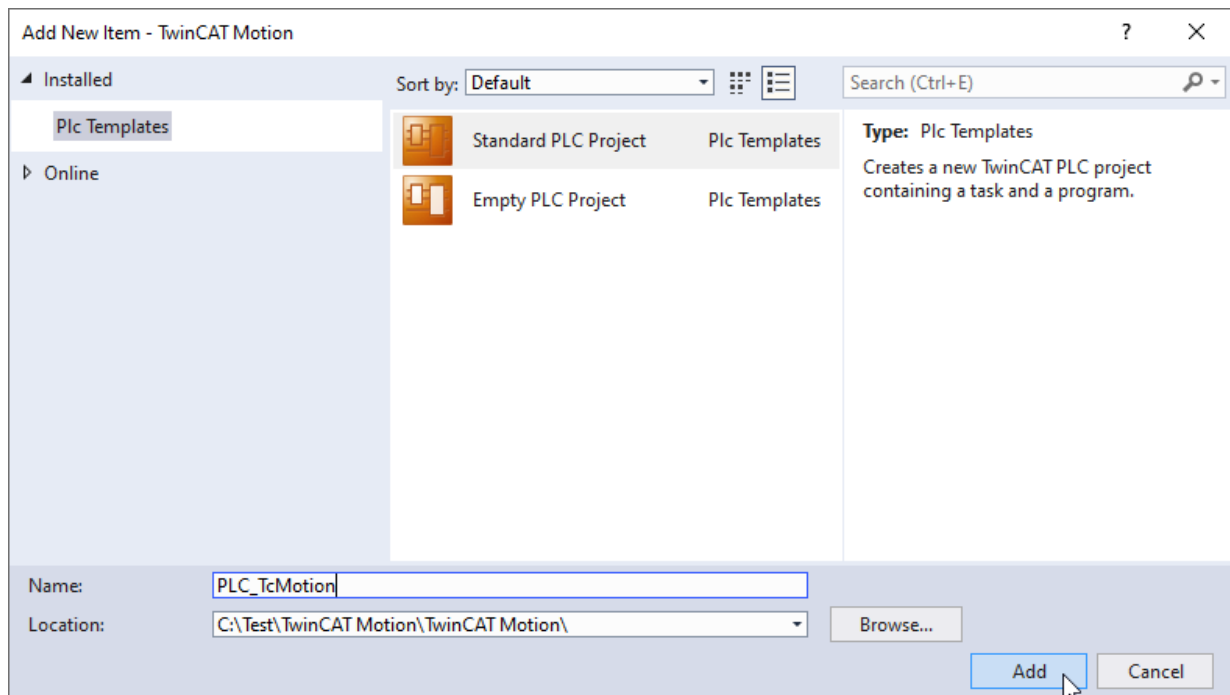 Add New Item - TwinCAT Motion
?
Installed
Plc Templates
Online
Sort by: Default
Standard PLC Project Plc Templates
Empty PLC Project Plc Templates
Search (Ctrl+E)
Type: Plc Templates
Creates a new TwinCAT PLC project
containing a task and a program.
Name: PLC_TcMotion
Location: C:\Test\TwinCAT Motion\TwinCAT Motion\
Browse...
Add Cancel